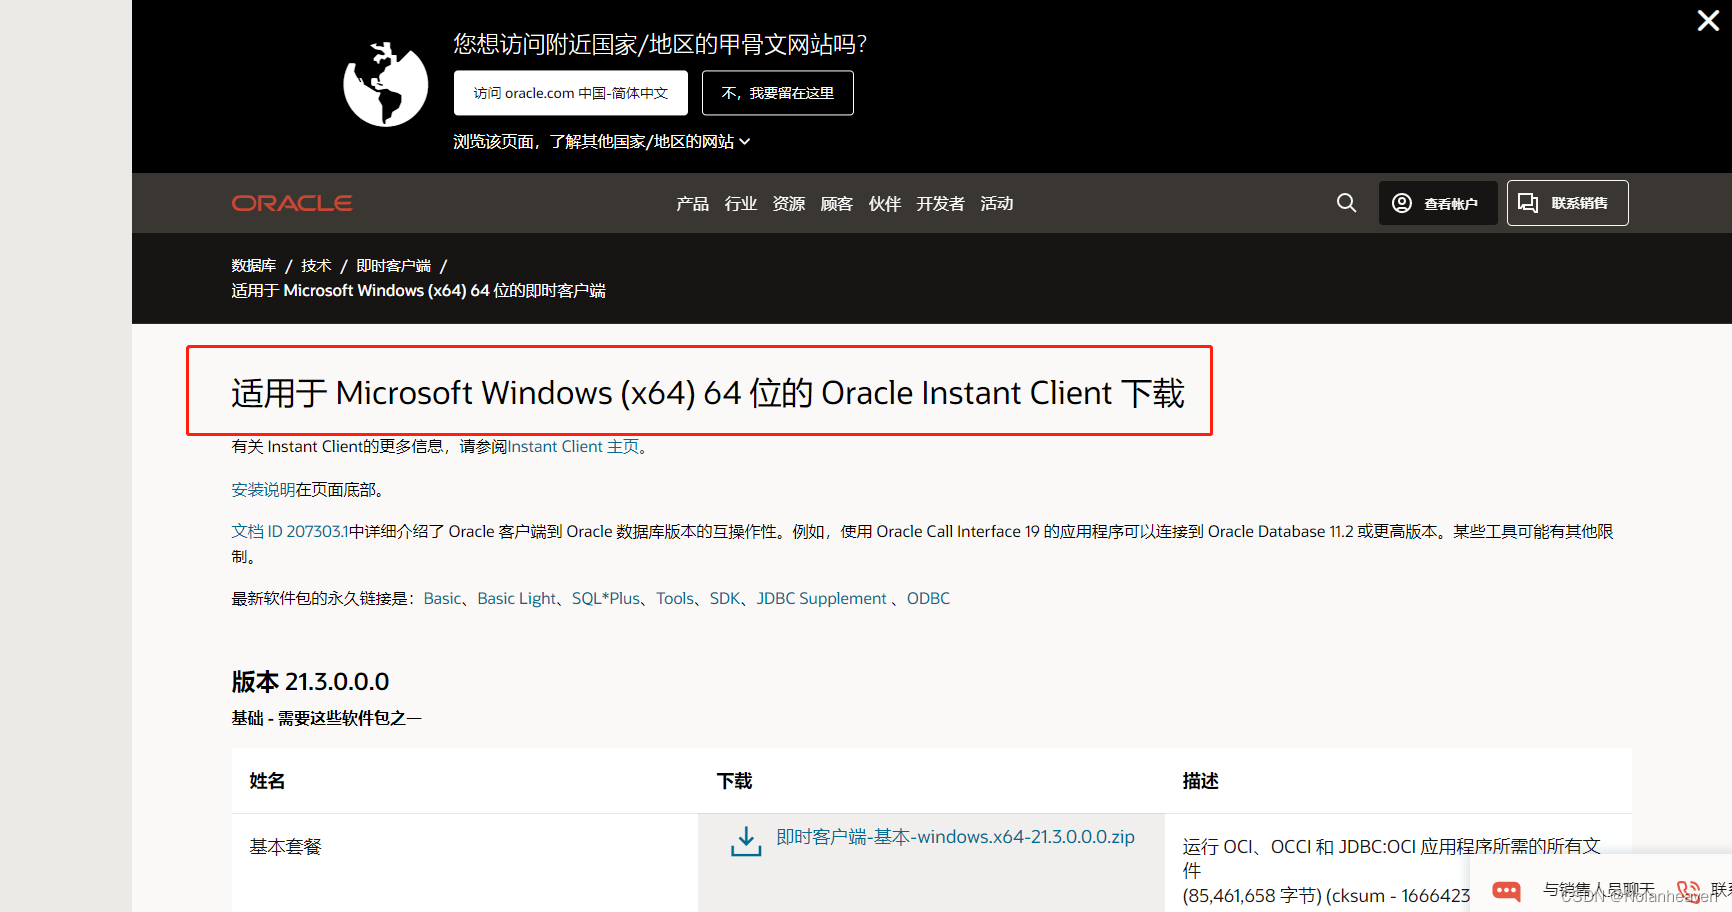 您想访问附近国家/地区的甲骨文网站吗?
访问 oracle.com 中国-简体中文
不，我要留在这里
浏览该页面，了解其他国家/地区的网站
ORACLE
产品 行业 资源 顾客 伙伴 开发者 活动
查看帐户
联系销售
数据库 / 技术 / 即时客户端 /
适用于 Microsoft Windows (x64) 64 位的即时客户端
适用于 Microsoft Windows (x64) 64 位的 Oracle Instant Client 下载
有关 Instant Client的更多信息，请参阅Instant Client 主页。
安装说明在页面底部。
文档 ID 207303.1中详细介绍了 Oracle 客户端到 Oracle 数据库版本的互操作性。例如，使用 Oracle Call Interface 19 的应用程序可以连接到 Oracle Database 11.2 或更高版本。某些工具可能有其他限
制。
最新软件包的永久链接是：Basic、Basic Light、SQL*Plus、Tools、SDK、JDBC Supplement 、ODBC
版本 21.3.0.0.0
基础 - 需要这些软件包之一
姓名 下载 描述
基本套餐
即时客户端-基本-windows.x64-21.3.0.0.0.zip
运行 OCI、OCCI 和 JDBC:OCI 应用程序所需的所有文
件
(85,461,658 字节) (cksum - 1666423
与销售人员聊天
联系
CSDN @Nolanheaven